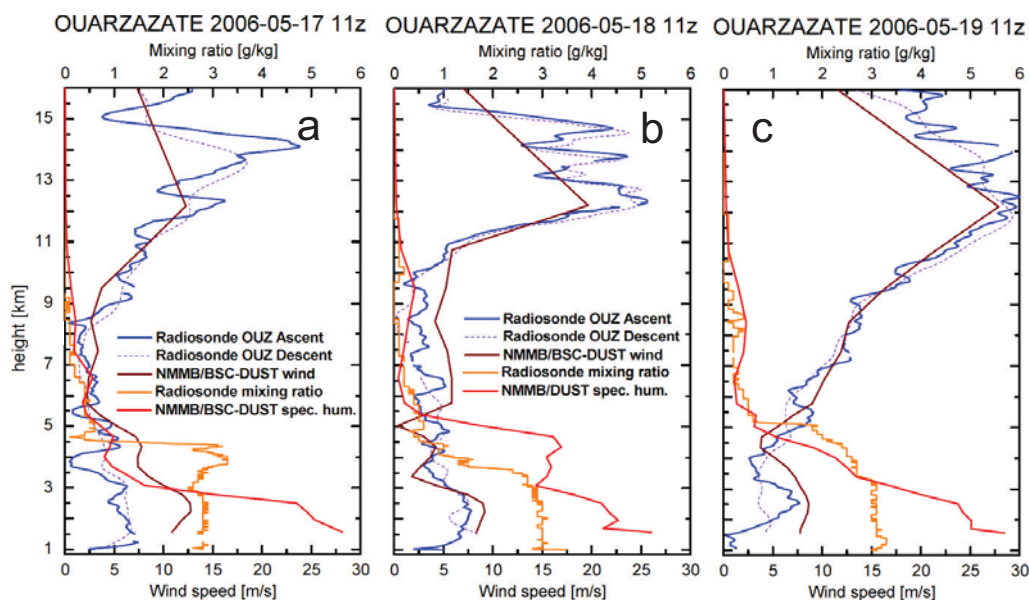 OUARZAZATE 2006-05-17 11z OUARZAZATE 2006-05-18 11z OUARZAZATE 2006-05-19 11z
Mixing ratio [g/kg] Mixing ratio [g/kg] Mixing ratio [g/kg]
0 1 2 3 4 5 6 0 1 2 3 4 5 6 0 1 2 3 4 5 6
a b c
15
13
11
9
7
5
3
1
height [km]
Radiosonde OUZ Ascent
Radiosonde OUZ Descent
NMMB/BSC-DUST wind
Radiosonde mixing ratio
NMMB/BSC-DUST spec. hum.
Radiosonde OUZ Ascent
Radiosonde OUZ Descent
NMMB/BSC-DUST wind
Radiosonde mixing ratio
NMMB/DUST spec. hum.
0 5 10 15 20 25 30 0 5 10 15 20 25 30 0 5 10 15 20 25 30
Wind speed [m/s] Wind speed [m/s] Wind speed [m/s]